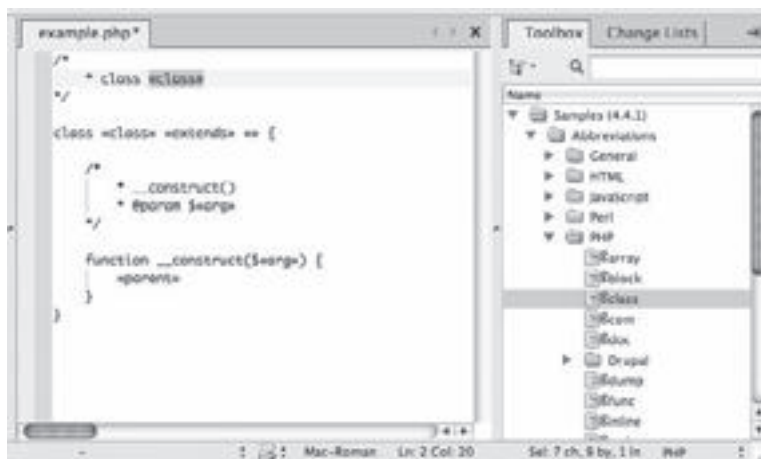 example.php*
Toolbox
Change Lists
/*
* class «class»
*/
class «class» «extends» «» {
/*
* __construct()
* @param $«arg»
*/
function __construct($«arg») {
«parent»
}
}
Name
Samples (4.4.1)
Abbreviations
General
HTML
JavaScript
Perl
PHP
array
block
class
com
doc
Drupal
dump
func
inline
Mac-Roman
Ln: 2 Col: 20
Sel: 7 ch, 9 by, 1 ln
PHP